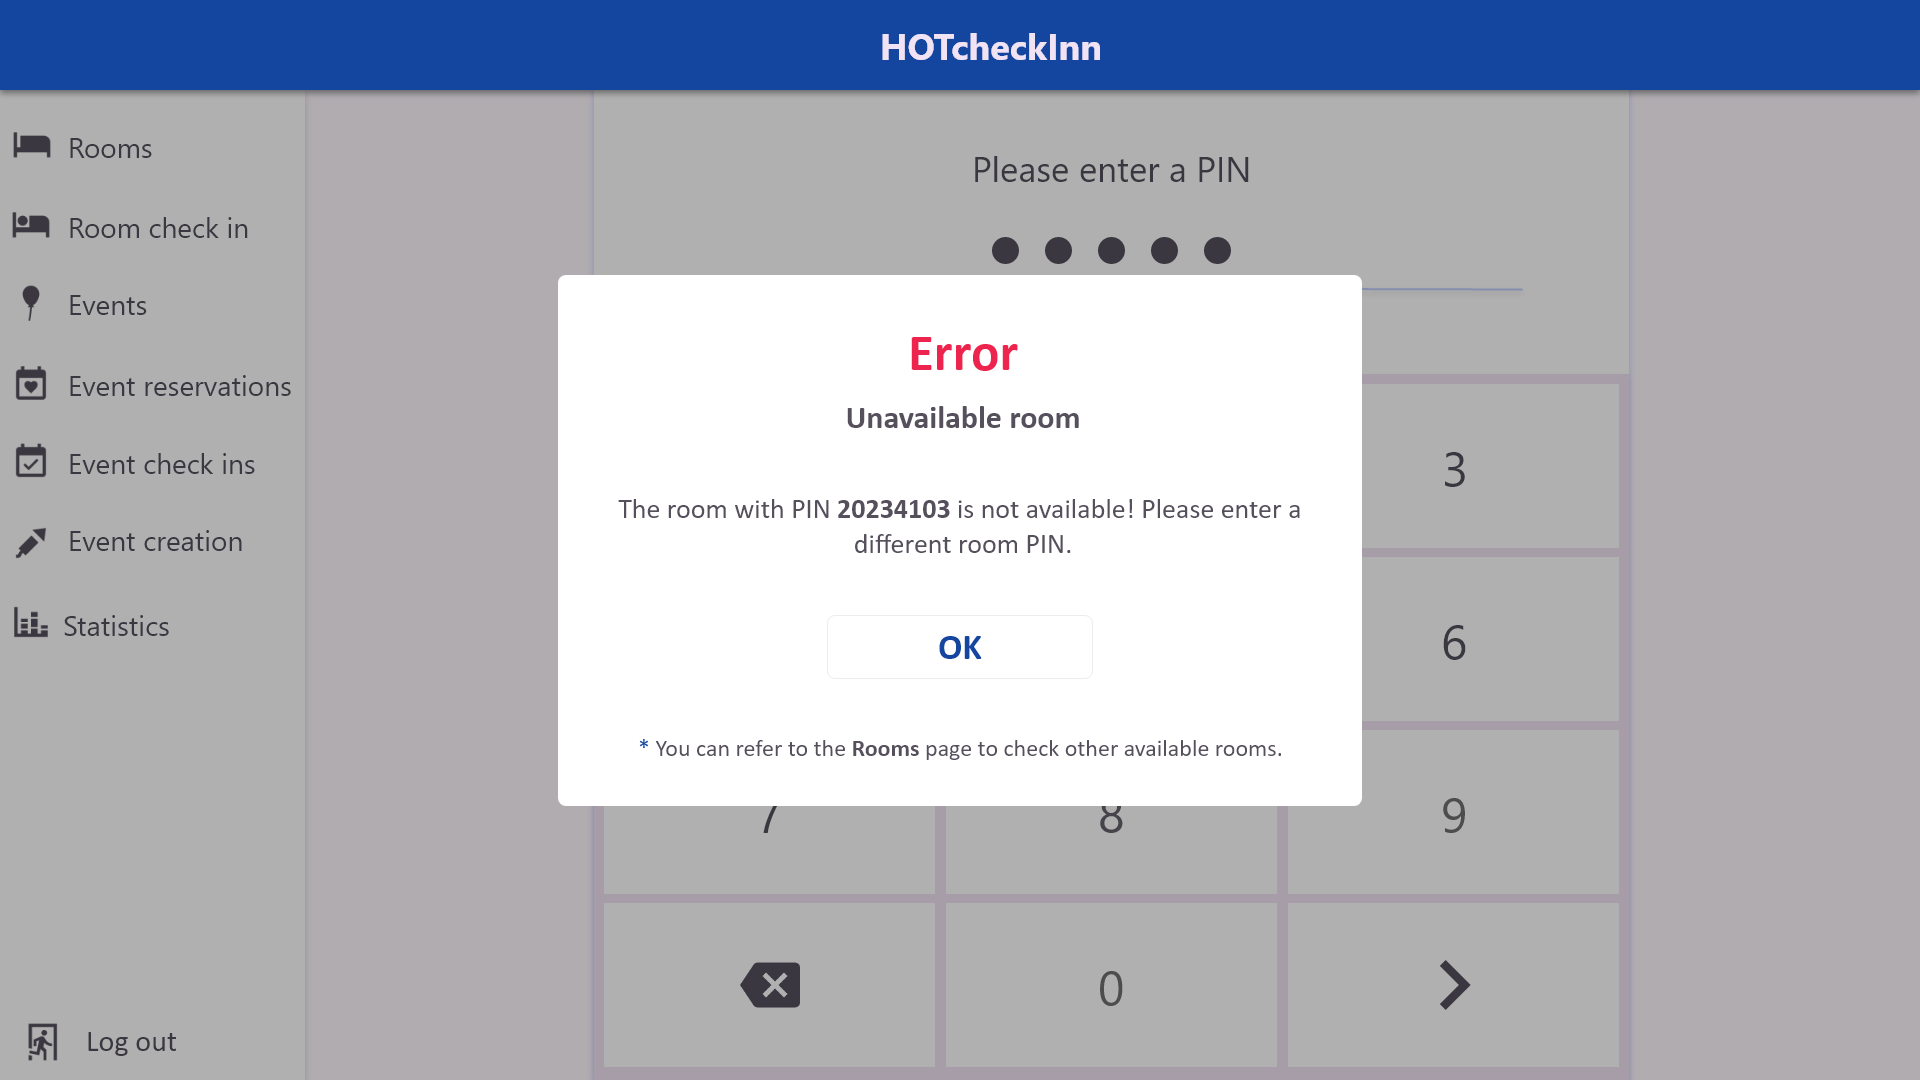 HOTcheckInn
Rooms
Room check in
Events
Event reservations
Event check ins
Event creation
Statistics
Log out
Please enter a PIN
Error
Unavailable room
The room with PIN 20234103 is not available! Please enter a
different room PIN.
OK
* You can refer to the Rooms page to check other available rooms.
3
6
7
8
9
0